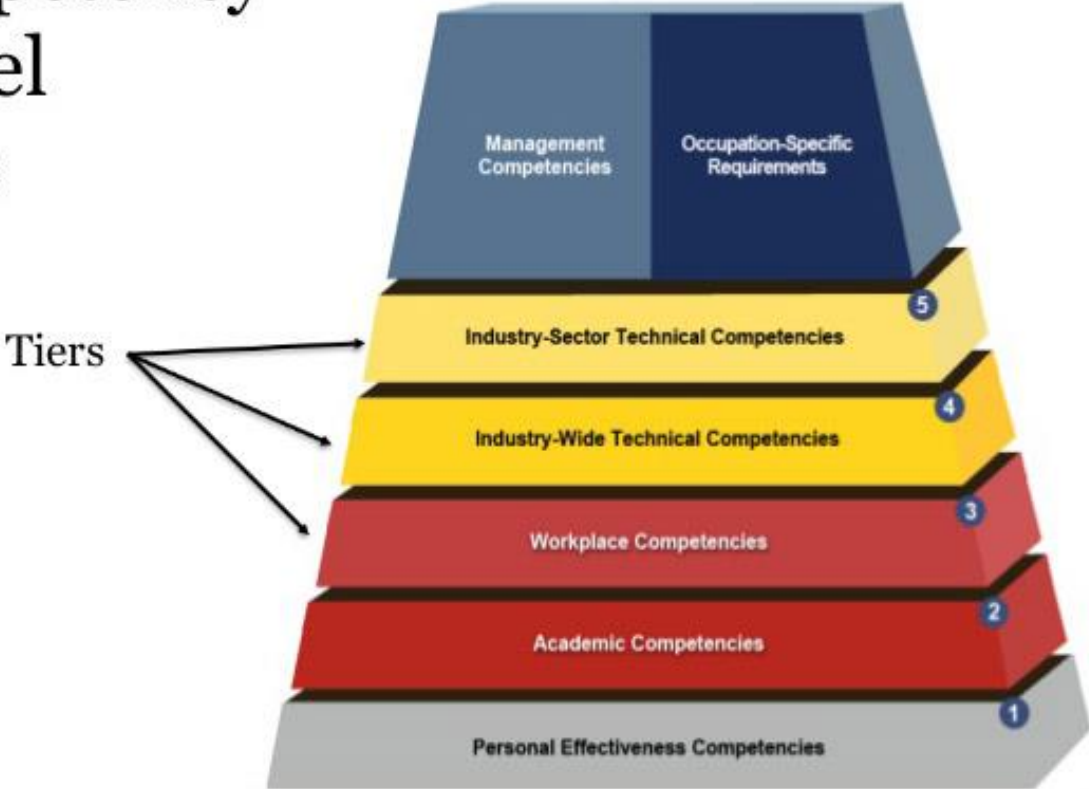 el
Management
Competencies
Occupation-Specific
Requirements
5
Industry-Sector Technical Competencies
Tiers
4
Industry-Wide Technical Competencies
3
Workplace Competencies
2
Academic Competencies
1
Personal Effectiveness Competencies